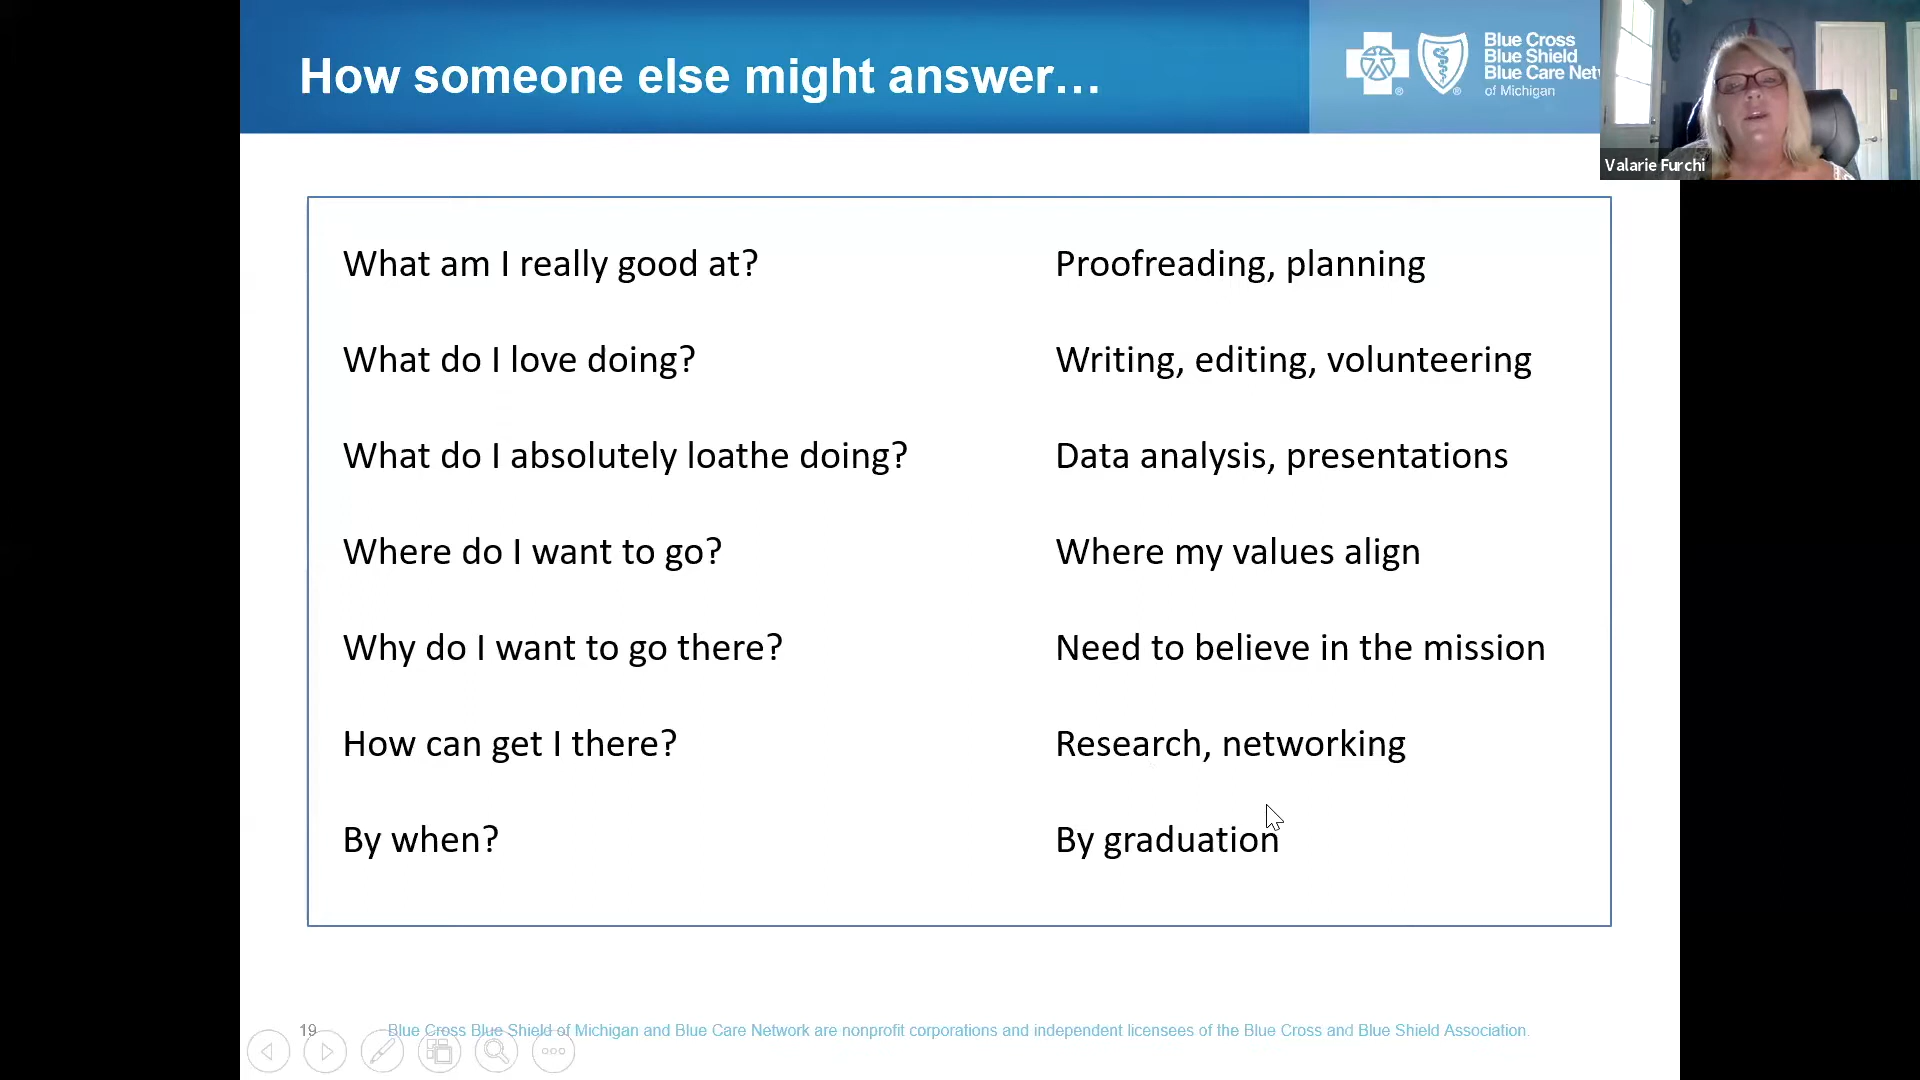 How someone else might answer...
Blue Cross
Blue Shield
Blue Care Net
of Michigan
Valarie Furchi
What am I really good at? Proofreading, planning
What do I love doing? Writing, editing, volunteering
What do I absolutely loathe doing? Data analysis, presentations
Where do I want to go? Where my values align
Why do I want to go there? Need to believe in the mission
How can get I there? Research, networking
By when? By graduation
19 Blue Cross Blue Shield of Michigan and Blue Care Network are nonprofit corporations and independent licensees of the Blue Cross and Blue Shield Association.